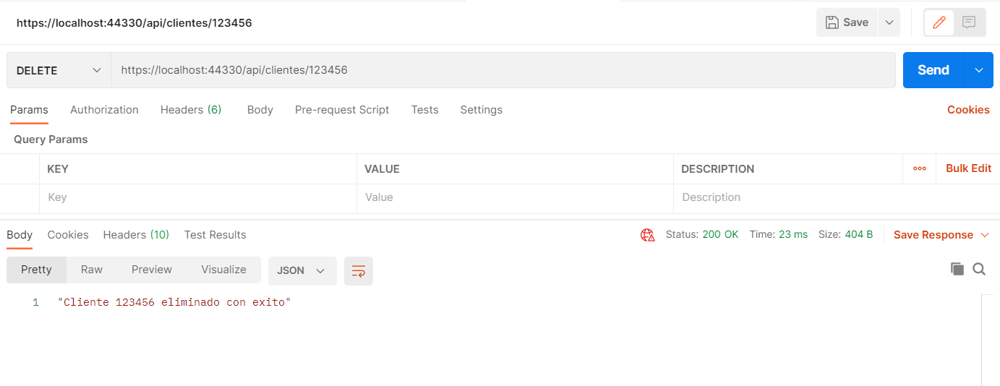 https://localhost:44330/api/clientes/123456
Save
DELETE
https://localhost:44330/api/clientes/123456
Send
Params Authorization Headers (6) Body Pre-request Script Tests Settings Cookies
Query Params
KEY VALUE DESCRIPTION Bulk Edit
Key Value Description
Body Cookies Headers (10) Test Results Status: 200 OK Time: 23 ms Size: 404 B Save Response
Pretty Raw Preview Visualize JSON
1 "Cliente 123456 eliminado con exito"